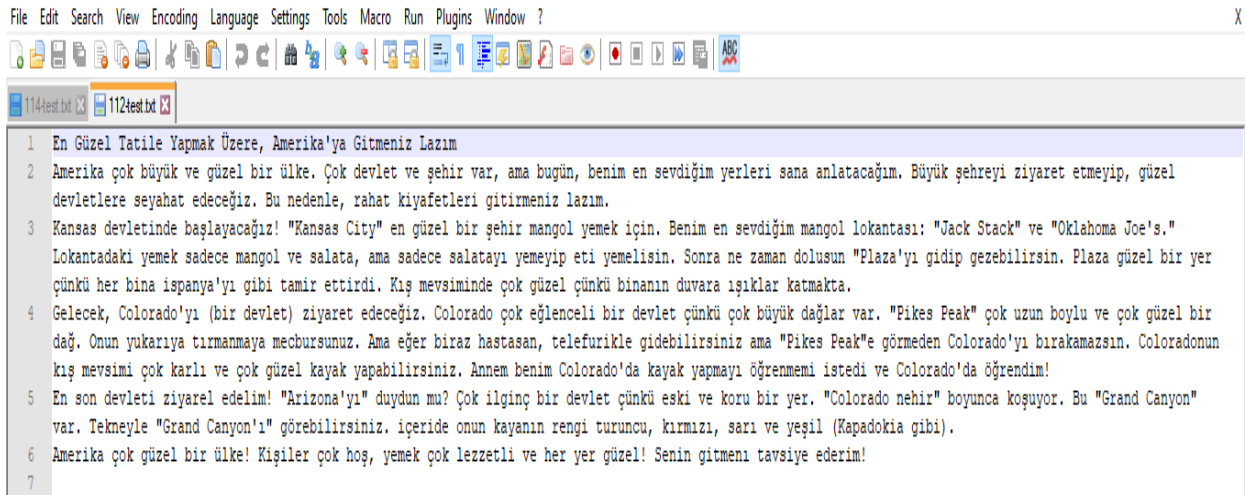 File Edit Search View Encoding Language Settings Tools Macro Run Plugins Window ? X
ABC
114-test.txt 112-test.txt
1 En Güzel Tatile Yapmak Üzere, Amerika'ya Gitmeniz Lazım
2 Amerika çok büyük ve güzel bir ülke. Çok devlet ve şehir var, ama bugün, benim en sevdiğim yerleri sana anlatacağım. Büyük şehreyi ziyaret etmeyip, güzel
devletlere seyahat edeceğiz. Bu nedenle, rahat kiyafetleri gitirmeniz lazım.
3 Kansas devletinde başlayacağız! "Kansas City" en güzel bir şehir mangol yemek için. Benim en sevdiğim mangol lokantası: "Jack Stack" ve "Oklahoma Joe's."
Lokantadaki yemek sadece mangol ve salata, ama sadece salatayı yemeyip eti yemelisin. Sonra ne zaman dolusun "Plaza'yı gidip gezebilirsin. Plaza güzel bir yer
çünkü her bina ispanya'yı gibi tamir ettirdi. Kış mevsiminde çok güzel çünkü binanın duvara ışıklar katmakta.
4 Gelecek, Colorado'yı (bir devlet) ziyaret edeceğiz. Colorado çok eğlenceli bir devlet çünkü çok büyük dağlar var. "Pikes Peak" çok uzun boylu ve çok güzel bir
dağ. Onun yukarıya tırmanmaya mecbursunuz. Ama eğer biraz hastasan, telefurikle gidebilirsiniz ama "Pikes Peak"e görmeden Colorado'yı bırakamazsın. Coloradonun
kış mevsimi çok karlı ve çok güzel kayak yapabilirsiniz. Annem benim Colorado'da kayak yapmayı öğrenmemi istedi ve Colorado'da öğrendim!
5 En son devleti ziyarel edelim! "Arizona'yı" duydun mu? Çok ilginç bir devlet çünkü eski ve koru bir yer. "Colorado nehir" boyunca koşuyor. Bu "Grand Canyon"
var. Tekneyle "Grand Canyon'ı" görebilirsiniz. içeride onun kayanın rengi turuncu, kırmızı, sarı ve yeşil (Kapadokia gibi).
6 Amerika çok güzel bir ülke! Kişiler çok hoş, yemek çok lezzetli ve her yer güzel! Senin gitmenı tavsiye ederim!
7